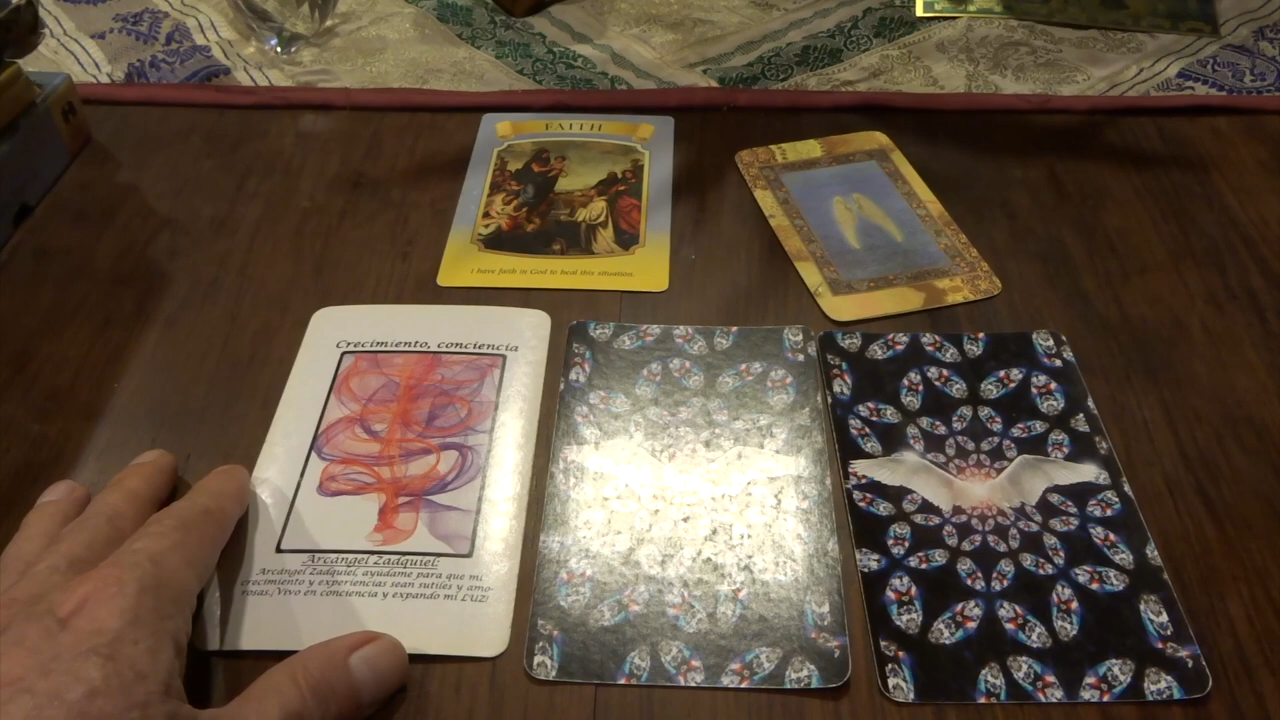 FAITH
I have faith in God to heal this situation.
Crecimiento, conciencia
Arcángel Zadquiel:
Arcángel Zadquiel, ayúdame para que mi
crecimiento y experiencias sean sutiles y amo-
rosas.¡Vivo en conciencia y expando mi LUZ!